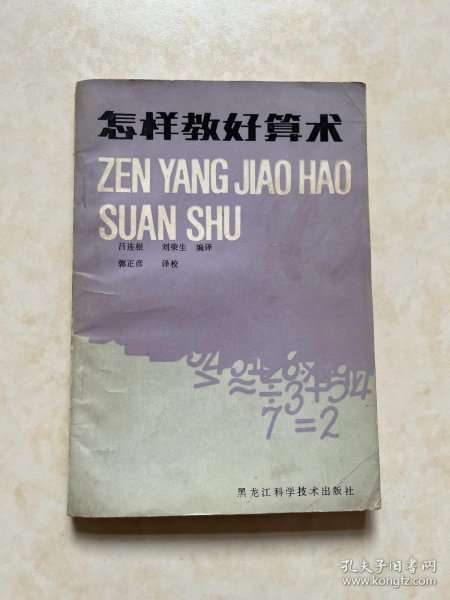 怎样教好算术
ZEN YANG JIAO HAO
SUAN SHU
吕连根 刘荣生 编译
郭正彦 译校
7=2
黑龙江科学技术出版社
孔夫子旧书网
www.kongfz.com